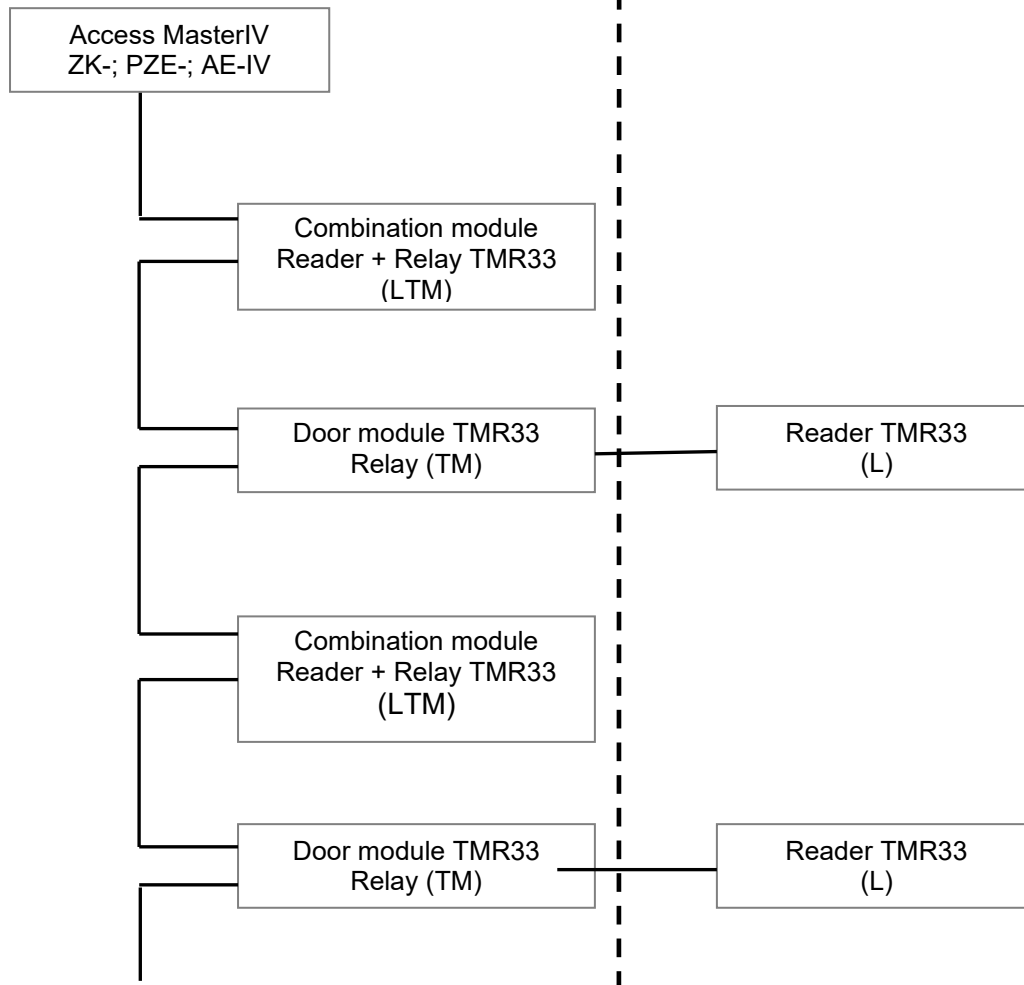 Access MasterIV
ZK-; PZE-; AE-IV
Combination module
Reader + Relay TMR33
(LTM)
Door module TMR33
Relay (TM)
Reader TMR33
(L)
Combination module
Reader + Relay TMR33
(LTM)
Door module TMR33
Relay (TM)
Reader TMR33
(L)